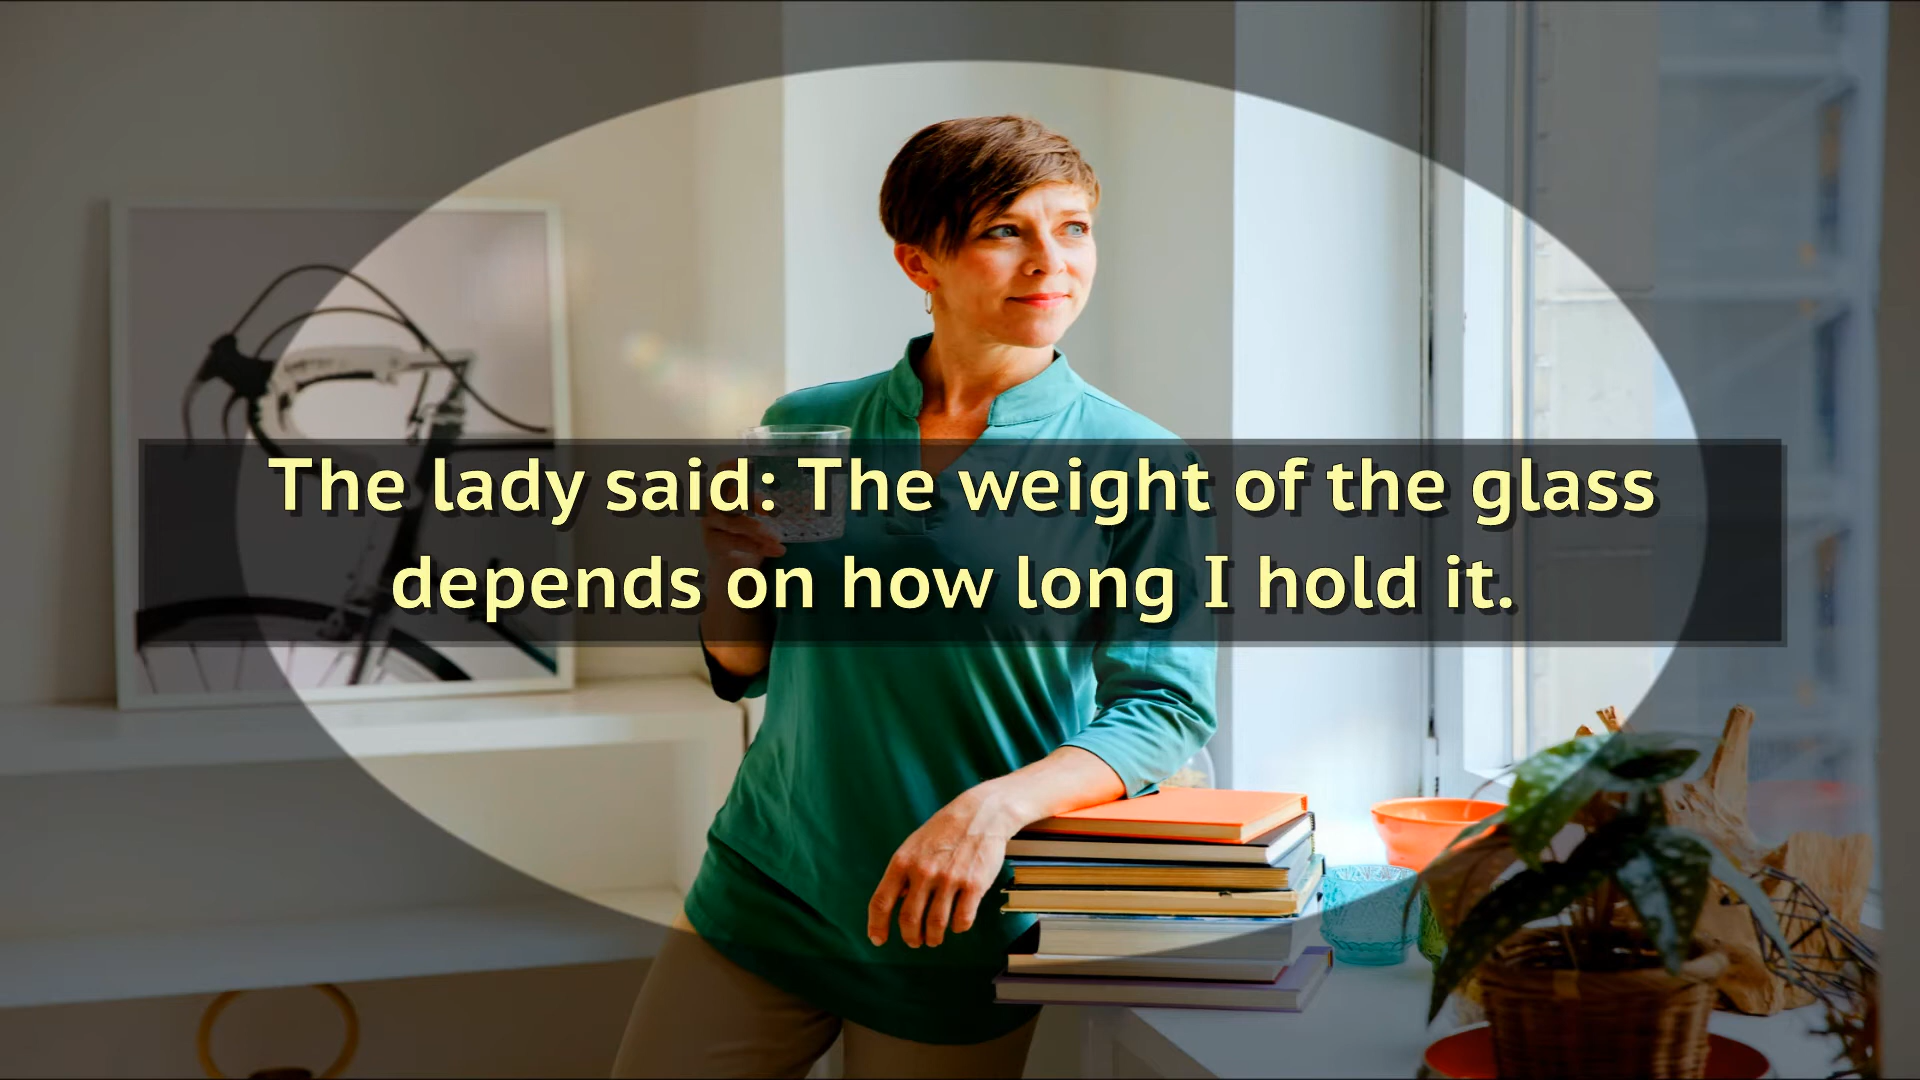 The lady said: The weight of the glass
depends on how long I hold it.